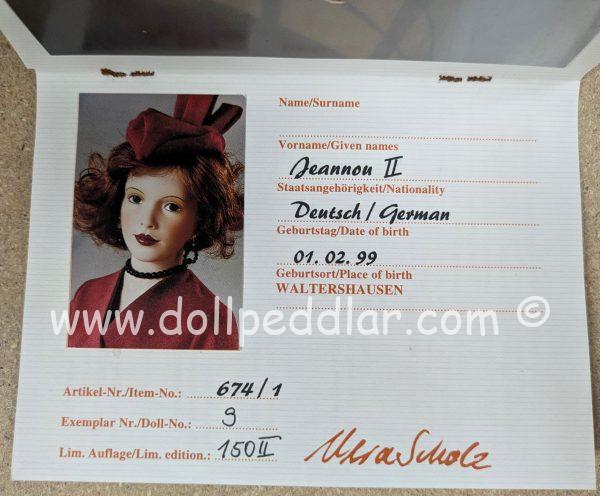 Name/Surname
Vorname/Given names
Jeannou II
Staatsangehörigkeit/Nationality
Deutsch/German
Geburtstag/Date of birth
01.02.99
Geburtsort/Place of birth
WALTERSHAUSEN
www.dollpeddlar.com ©
Artikel-Nr./Item-No.: 674/1
Exemplar Nr./Doll-No.: 9
Lim. Auflage/Lim. edition.: 150 II
Scholz